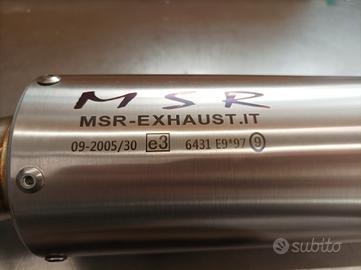 MSR
MSR-EXHAUST.IT
09-2005/30 e3 6431 E9*97 9
subito